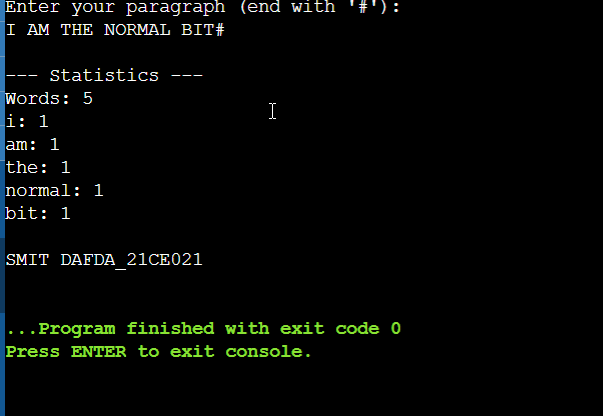 Enter your paragraph (end with '#'):
I AM THE NORMAL BIT#
--- Statistics ---
Words: 5
i: 1
am: 1
the: 1
normal: 1
bit: 1
SMIT DAFDA_21CE021
...Program finished with exit code 0
Press ENTER to exit console.